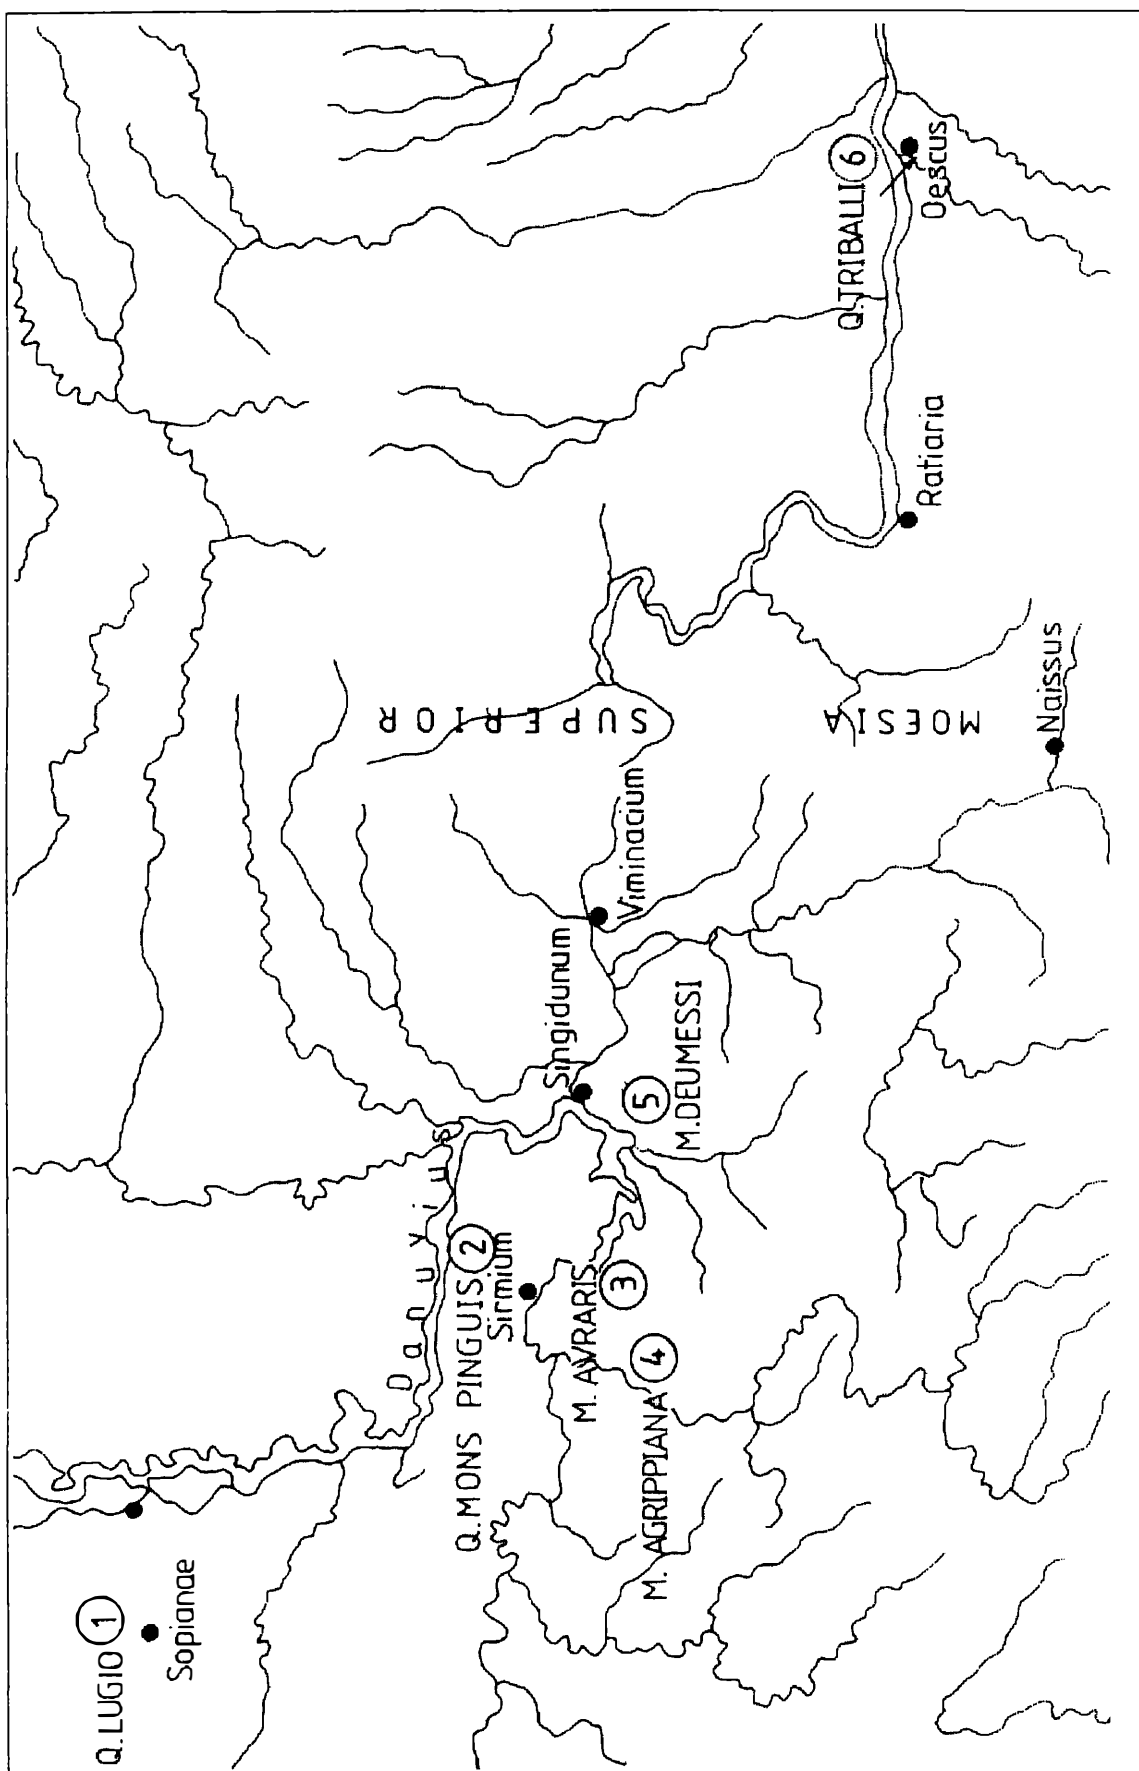 Q.LUGIO 1
Sopianae
Danuvius
Q.MONS PINGUIS 2
Sirmium
M. AVRARIS
3
M. AGRIPPIANA 4
Singidunum
5
M.DEUMESSI
Viminacium
MOESIA SUPERIOR
Naissus
Ratiaria
Q.TRIBALLI 6
Oescus